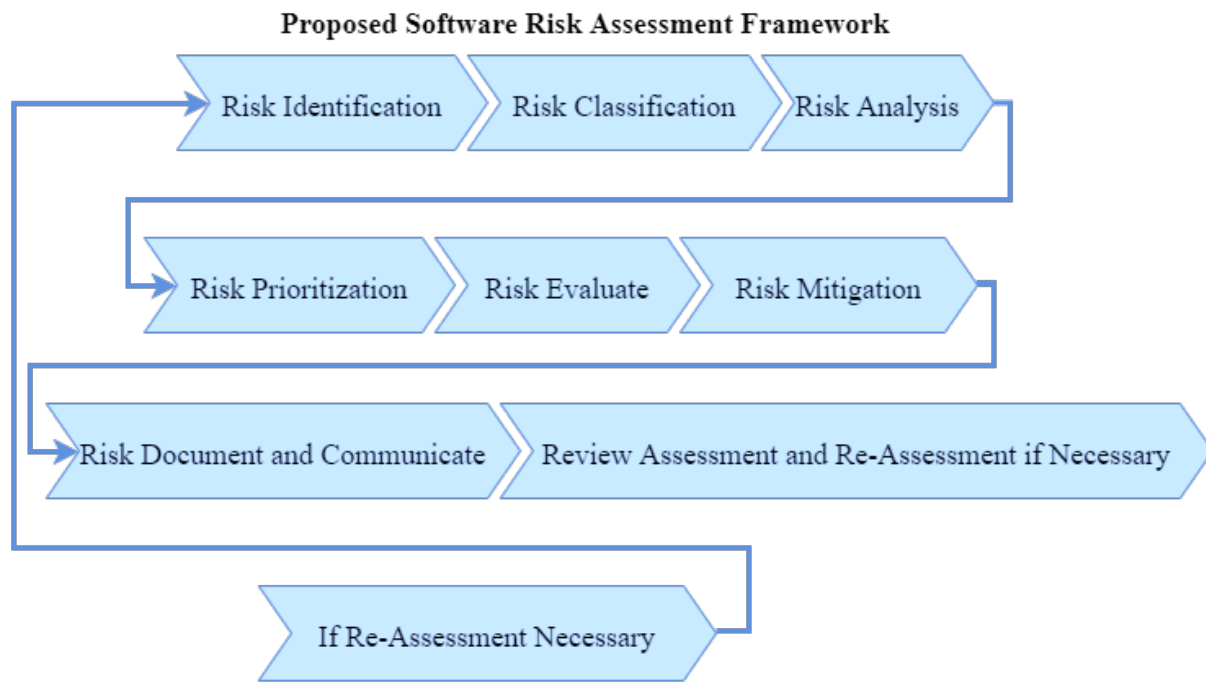 Proposed Software Risk Assessment Framework
Risk Identification
Risk Classification
Risk Analysis
Risk Prioritization
Risk Evaluate
Risk Mitigation
Risk Document and Communicate
Review Assessment and Re-Assessment if Necessary
If Re-Assessment Necessary